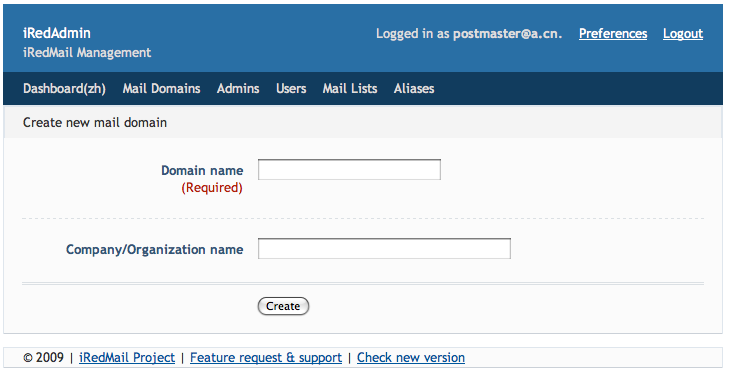 iRedAdmin
Logged in as postmaster@a.cn. Preferences Logout
iRedMail Management
Dashboard(zh) Mail Domains Admins Users Mail Lists Aliases
Create new mail domain
Domain name
(Required)
Company/Organization name
Create
© 2009 | iRedMail Project | Feature request & support | Check new version